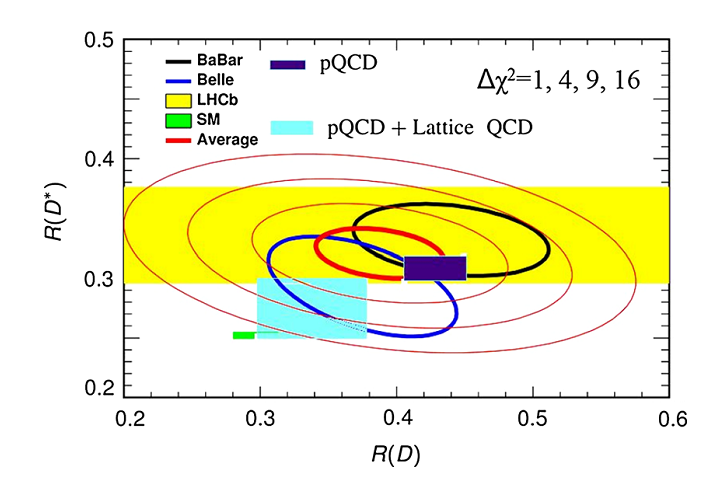 0.5
BaBar
pQCD
Belle
Δχ²=1, 4, 9, 16
LHCb
SM
pQCD + Lattice QCD
Average
0.4
R(D*)
0.3
0.2
0.2 0.3 0.4 0.5 0.6
R(D)